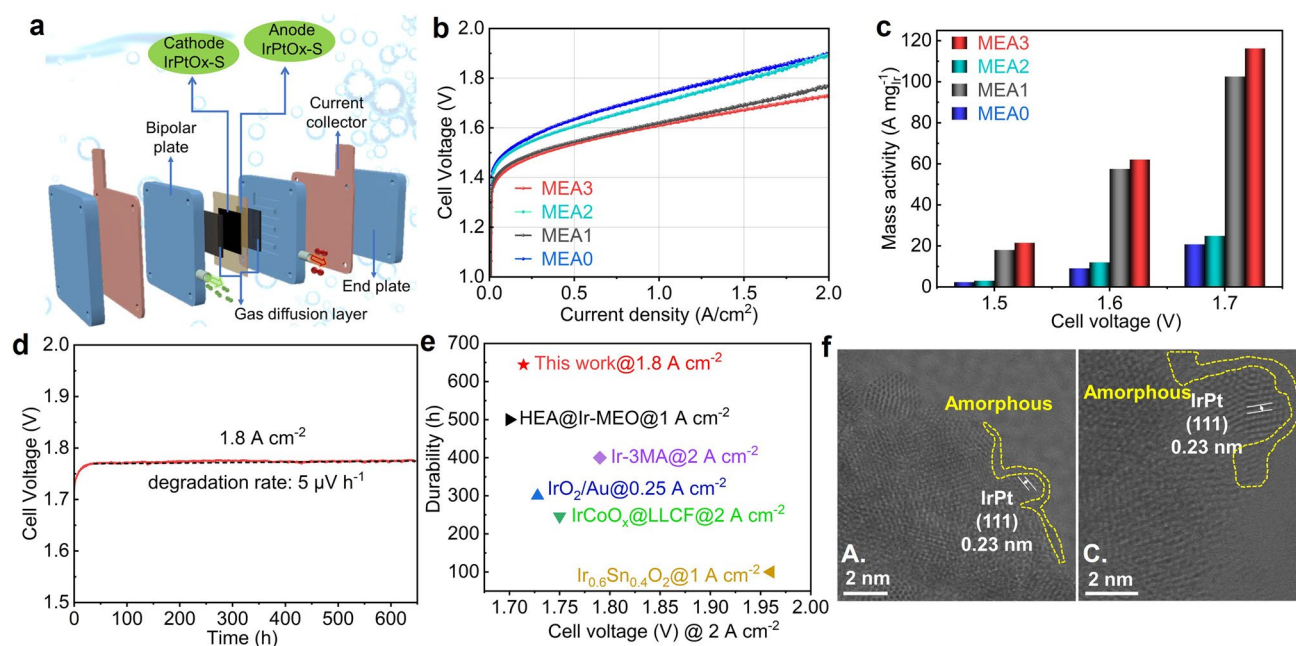 a
Cathode
IrPtOx-S
Anode
IrPtOx-S
Current
collector
Bipolar
plate
End plate
Gas diffusion layer
b
Cell Voltage (V)
2.0
1.8
1.6
1.4
1.2
1.0
MEA3
MEA2
MEA1
MEA0
0.0 0.5 1.0 1.5 2.0
Current density (A/cm²)
c
Mass activity (A mg⁻¹ᵢᵣ)
120
100
80
60
40
20
0
MEA3
MEA2
MEA1
MEA0
1.5 1.6 1.7
Cell voltage (V)
d
Cell Voltage (V)
2.0
1.9
1.8
1.7
1.6
1.5
1.8 A cm⁻²
degradation rate: 5 µV h⁻¹
0 100 200 300 400 500 600
Time (h)
e
Durability (h)
700
600
500
400
300
200
100
This work@1.8 A cm⁻²
HEA@Ir-MEO@1 A cm⁻²
Ir-3MA@2 A cm⁻²
IrO₂/Au@0.25 A cm⁻²
IrCoOₓ@LLCF@2 A cm⁻²
Ir₀.₆Sn₀.₄O₂@1 A cm⁻²
1.70 1.75 1.80 1.85 1.90 1.95 2.00
Cell voltage (V) @ 2 A cm⁻²
f
Amorphous
IrPt
(111)
0.23 nm
A.
2 nm
Amorphous
IrPt
(111)
0.23 nm
C.
2 nm